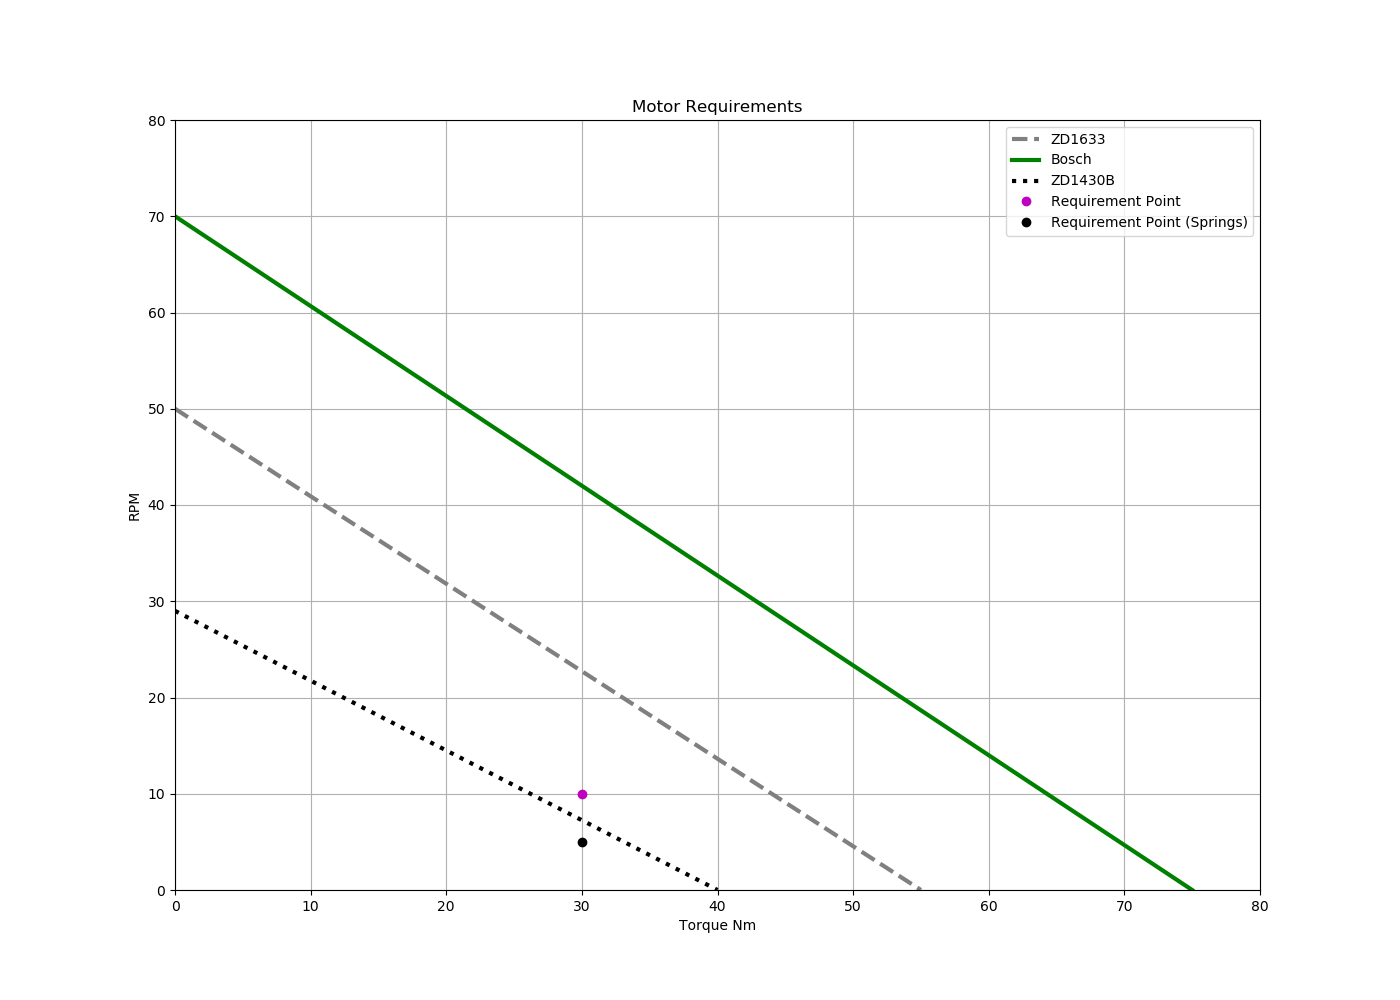 Motor Requirements
80
70
60
50
40
30
20
10
0
RPM
0 10 20 30 40 50 60 70 80
Torque Nm
ZD1633
Bosch
ZD1430B
Requirement Point
Requirement Point (Springs)